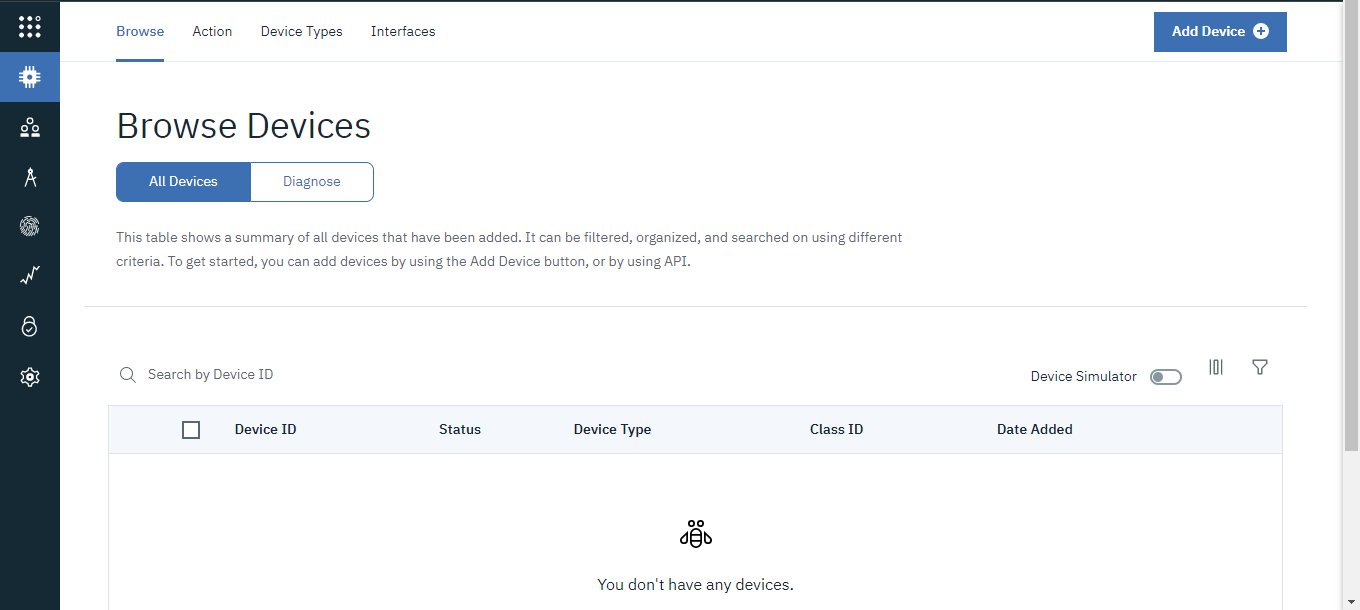 Browse Action Device Types Interfaces Add Device
Browse Devices
All Devices Diagnose
This table shows a summary of all devices that have been added. It can be filtered, organized, and searched on using different
criteria. To get started, you can add devices by using the Add Device button, or by using API.
Search by Device ID Device Simulator
Device ID Status Device Type Class ID Date Added
You don't have any devices.